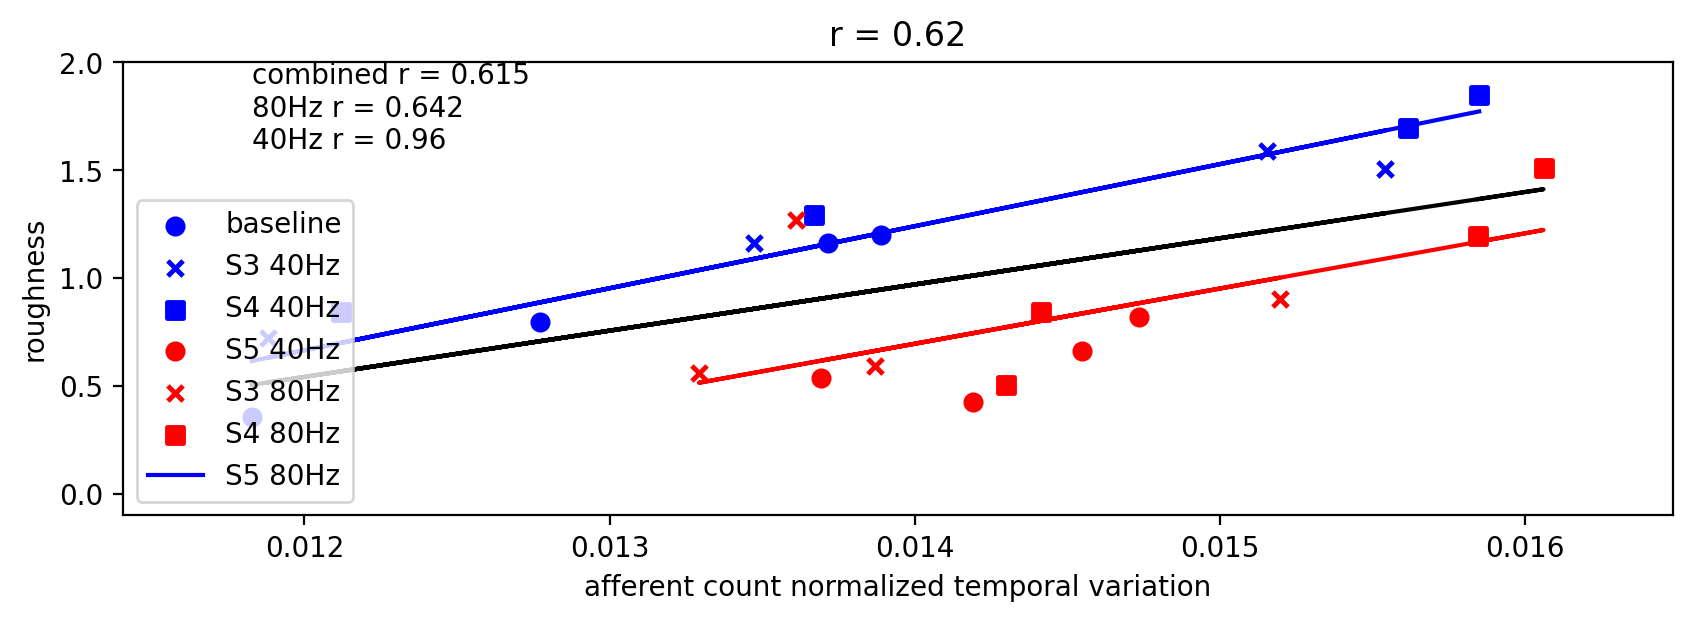 r = 0.62
combined r = 0.615
80Hz r = 0.642
40Hz r = 0.96
2.0
1.5
1.0
0.5
0.0
roughness
baseline
S3 40Hz
S4 40Hz
S5 40Hz
S3 80Hz
S4 80Hz
S5 80Hz
0.012 0.013 0.014 0.015 0.016
afferent count normalized temporal variation